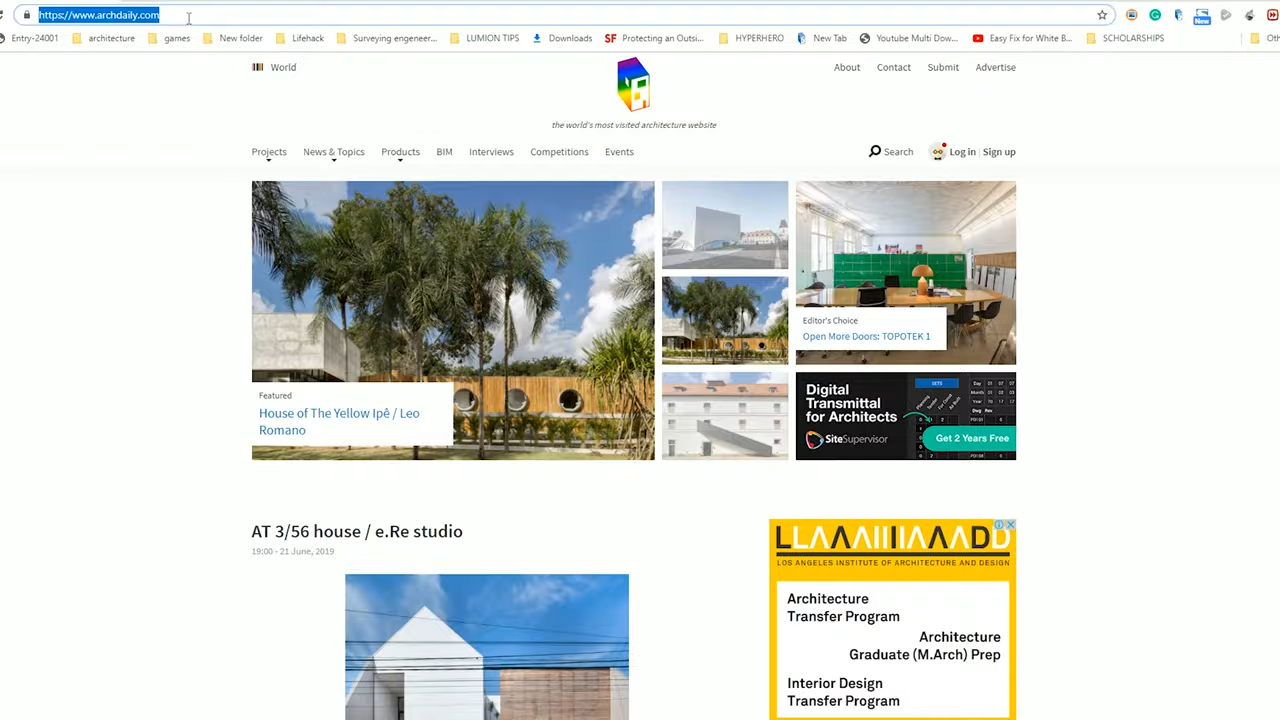 https://www.archdaily.com
New
Entry-24001 architecture games New folder Lifehack Surveying engeneer... LUMION TIPS Downloads SF Protecting an Outsi... HYPERHERO New Tab Youtube Multi Dow... Easy Fix for White B... SCHOLARSHIPS
World
About Contact Submit Advertise
the world's most visited architecture website
Projects News & Topics Products BIM Interviews Competitions Events
Search Log in | Sign up
Featured
House of The Yellow Ipê / Leo
Romano
Editor's Choice
Open More Doors: TOPOTEK 1
Digital
Transmittal
for Architects
SiteSupervisor
SETS
Get 2 Years Free
AT 3/56 house / e.Re studio
19:00 - 21 June, 2019
LOS ANGELES INSTITUTE OF ARCHITECTURE AND DESIGN
Architecture
Transfer Program
Architecture
Graduate (M.Arch) Prep
Interior Design
Transfer Program